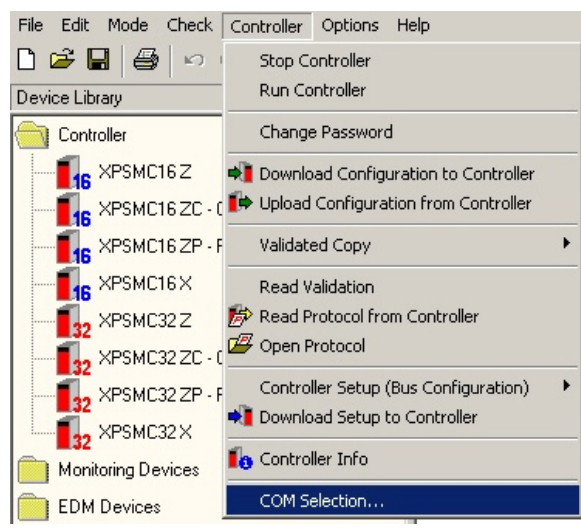 File Edit Mode Check Controller Options Help
Device Library
Controller
16 XPSMC16Z
16 XPSMC16ZC - 
16 XPSMC16ZP - 
16 XPSMC16X
32 XPSMC32Z
32 XPSMC32ZC - 
32 XPSMC32ZP - 
32 XPSMC32X
Monitoring Devices
EDM Devices
Stop Controller
Run Controller
Change Password
Download Configuration to Controller
Upload Configuration from Controller
Validated Copy
Read Validation
Read Protocol from Controller
Open Protocol
Controller Setup (Bus Configuration)
Download Setup to Controller
Controller Info
COM Selection...